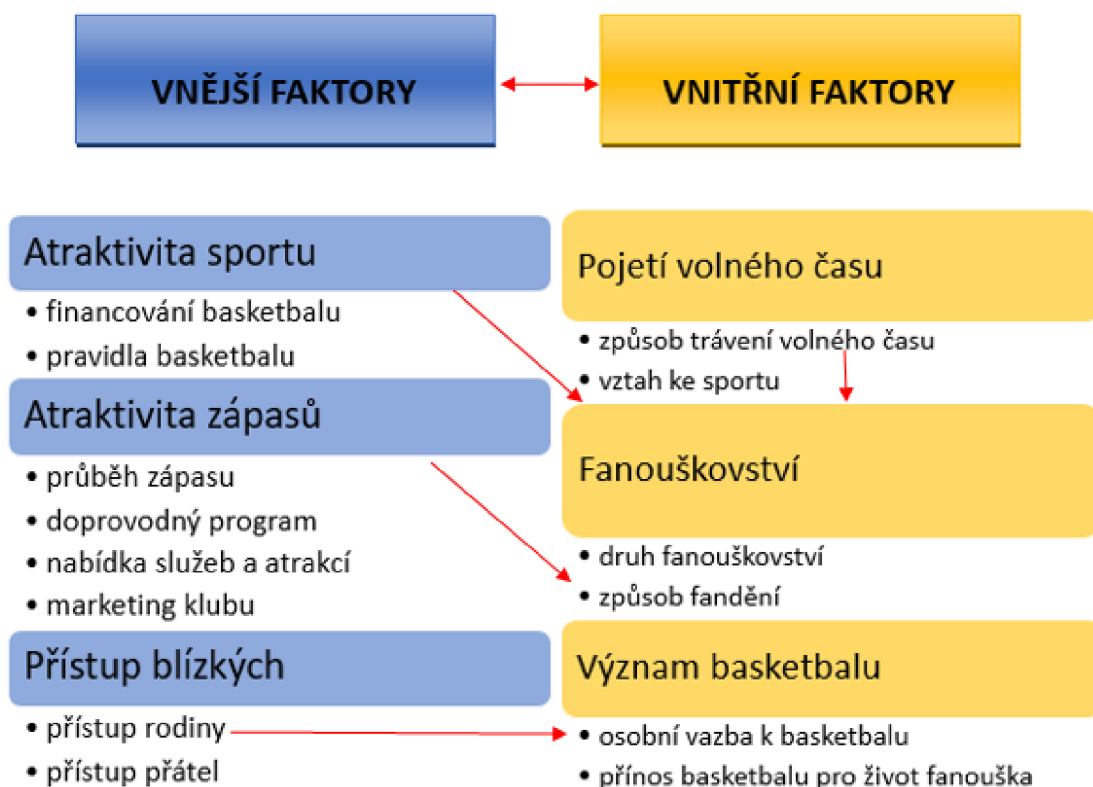 VNĚJŠÍ FAKTORY
VNITŘNÍ FAKTORY
Atraktivita sportu
• financování basketbalu
• pravidla basketbalu
Atraktivita zápasů
• průběh zápasu
• doprovodný program
• nabídka služeb a atrakcí
• marketing klubu
Přístup blízkých
• přístup rodiny
• přístup přátel
Pojetí volného času
• způsob trávení volného času
• vztah ke sportu
Fanouškovství
• druh fanouškovství
• způsob fandění
Význam basketbalu
• osobní vazba k basketbalu
• přínos basketbalu pro život fanouška